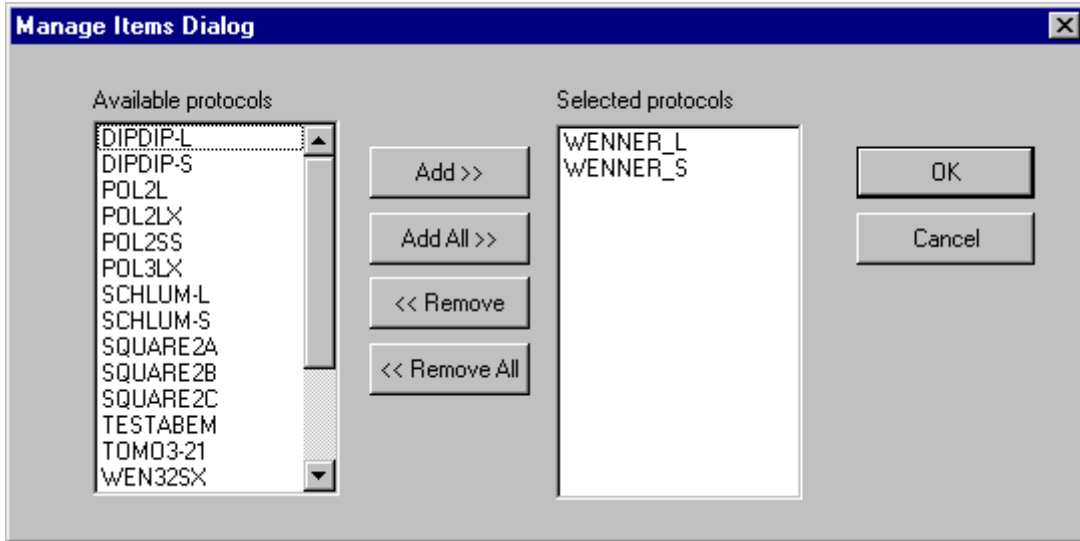 Manage Items Dialog
Available protocols
DIPDIP-L
DIPDIP-S
POL2L
POL2LX
POL2SS
POL3LX
SCHLUM-L
SCHLUM-S
SQUARE2A
SQUARE2B
SQUARE2C
TESTABEM
TOMO3-21
WEN32SX
Add >>
Add All >>
<< Remove
<< Remove All
Selected protocols
WENNER_L
WENNER_S
OK
Cancel